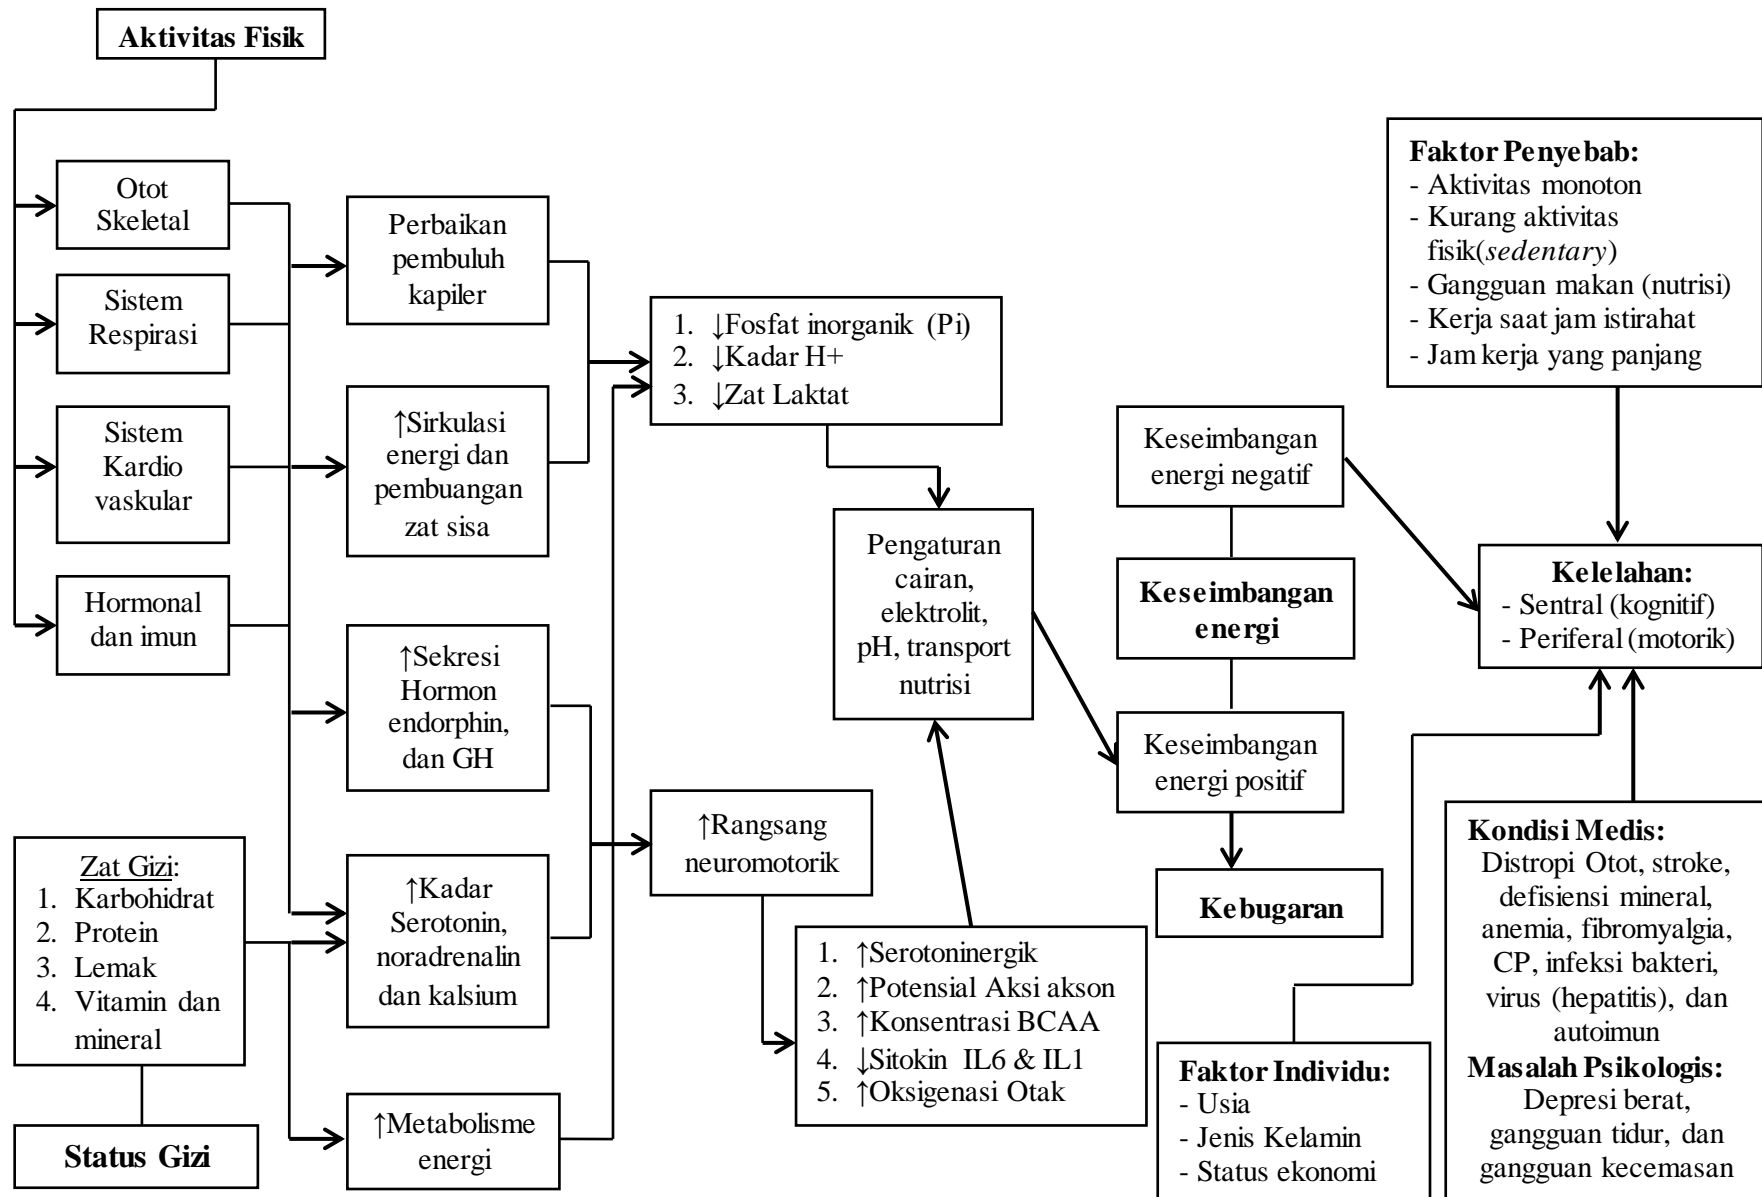 Aktivitas Fisik
Otot
Skeletal
Sistem
Respirasi
Sistem
Kardio
vaskular
Hormonal
dan imun
Zat Gizi:
1. Karbohidrat
2. Protein
3. Lemak
4. Vitamin dan
mineral
Status Gizi
Perbaikan
pembuluh
kapiler
↑Sirkulasi
energi dan
pembuangan
zat sisa
↑Sekresi
Hormon
endorphin,
dan GH
↑Kadar
Serotonin,
noradrenalin
dan kalsium
↑Metabolisme
energi
1. ↓Fosfat inorganik (Pi)
2. ↓Kadar H+
3. ↓Zat Laktat
↑Rangsang
neuromotorik
Pengaturan
cairan,
elektrolit,
pH, transport
nutrisi
1. ↑Serotoninergik
2. ↑Potensial Aksi akson
3. ↑Konsentrasi BCAA
4. ↓Sitokin IL6 & IL1
5. ↑Oksigenasi Otak
Keseimbangan
energi negatif
Keseimbangan
energi
Keseimbangan
energi positif
Kebugaran
Faktor Penyebab:
- Aktivitas monoton
- Kurang aktivitas
fisik(sedentary)
- Gangguan makan (nutrisi)
- Kerja saat jam istirahat
- Jam kerja yang panjang
Kelelahan:
- Sentral (kognitif)
- Periferal (motorik)
Faktor Individu:
- Usia
- Jenis Kelamin
- Status ekonomi
Kondisi Medis:
Distropi Otot, stroke,
defisiensi mineral,
anemia, fibromyalgia,
CP, infeksi bakteri,
virus (hepatitis), dan
autoimun
Masalah Psikologis:
Depresi berat,
gangguan tidur, dan
gangguan kecemasan